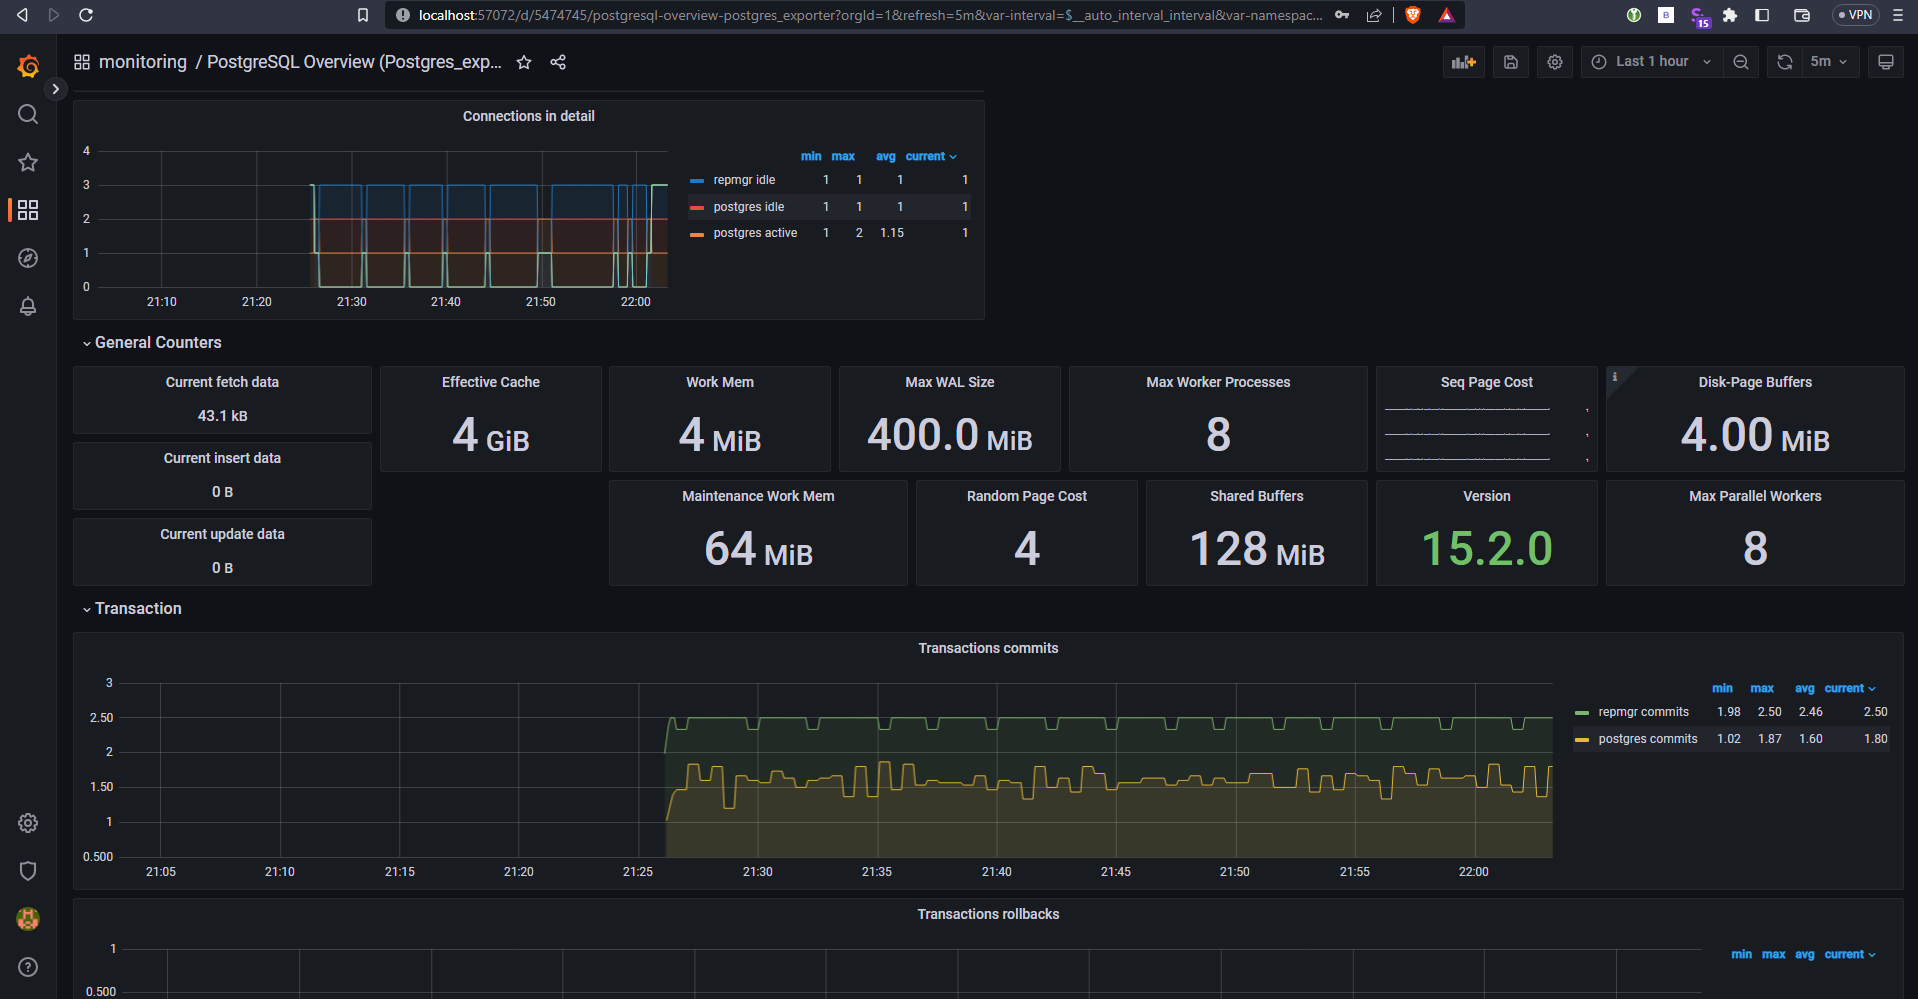 localhost:57072/d/5474745/postgresql-overview-postgres_exporter?orgId=1&refresh=5m&var-interval=$__auto_interval_interval&var-namespac...
B
15
VPN
monitoring / PostgreSQL Overview (Postgres_exp...
Last 1 hour
5m
Connections in detail
4
3
2
1
0
21:10 21:20 21:30 21:40 21:50 22:00
min max avg current
repmgr idle 1 1 1 1
postgres idle 1 1 1 1
postgres active 1 2 1.15 1
General Counters
Current fetch data
43.1 kB
Current insert data
0 B
Current update data
0 B
Effective Cache
4 GiB
Work Mem
4 MiB
Max WAL Size
400.0 MiB
Max Worker Processes
8
Seq Page Cost
Disk-Page Buffers
4.00 MiB
Maintenance Work Mem
64 MiB
Random Page Cost
4
Shared Buffers
128 MiB
Version
15.2.0
Max Parallel Workers
8
Transaction
Transactions commits
3
2.50
2
1.50
1
0.500
21:05 21:10 21:15 21:20 21:25 21:30 21:35 21:40 21:45 21:50 21:55 22:00
min max avg current
repmgr commits 1.98 2.50 2.46 2.50
postgres commits 1.02 1.87 1.60 1.80
Transactions rollbacks
1
0.500
min max avg current